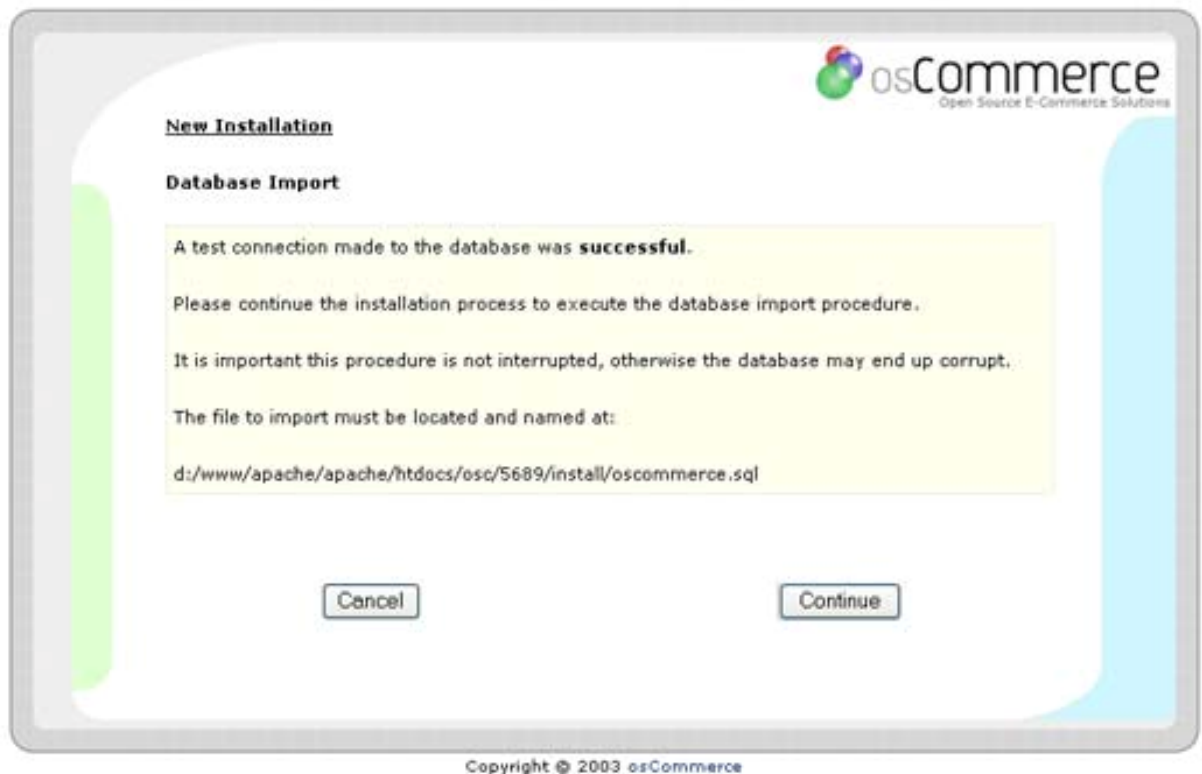 osCommerce
Open Source E-Commerce Solutions
New Installation
Database Import
A test connection made to the database was successful.
Please continue the installation process to execute the database import procedure.
It is important this procedure is not interrupted, otherwise the database may end up corrupt.
The file to import must be located and named at:
d:/www/apache/apache/htdocs/osc/5689/install/oscommerce.sql
Cancel
Continue
Copyright © 2003 osCommerce